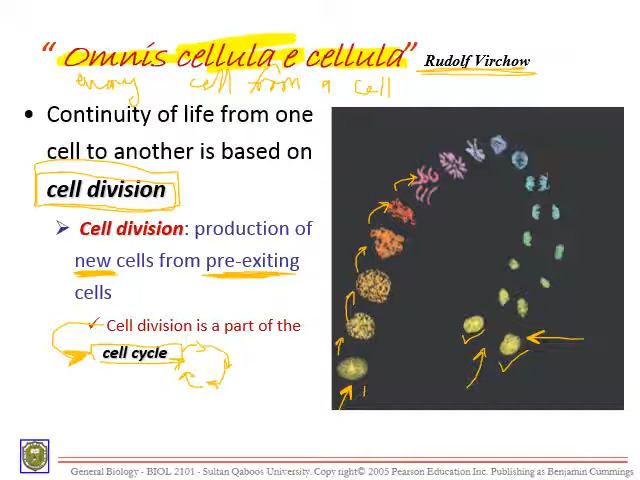 “ Omnis cellula e cellula” Rudolf Virchow
every cell from a cell
• Continuity of life from one
cell to another is based on
cell division
➢ Cell division: production of
new cells from pre-exiting
cells
✓ Cell division is a part of the
cell cycle
General Biology - BIOL 2101 - Sultan Qaboos University. Copy right© 2005 Pearson Education Inc. Publishing as Benjamin Cummings